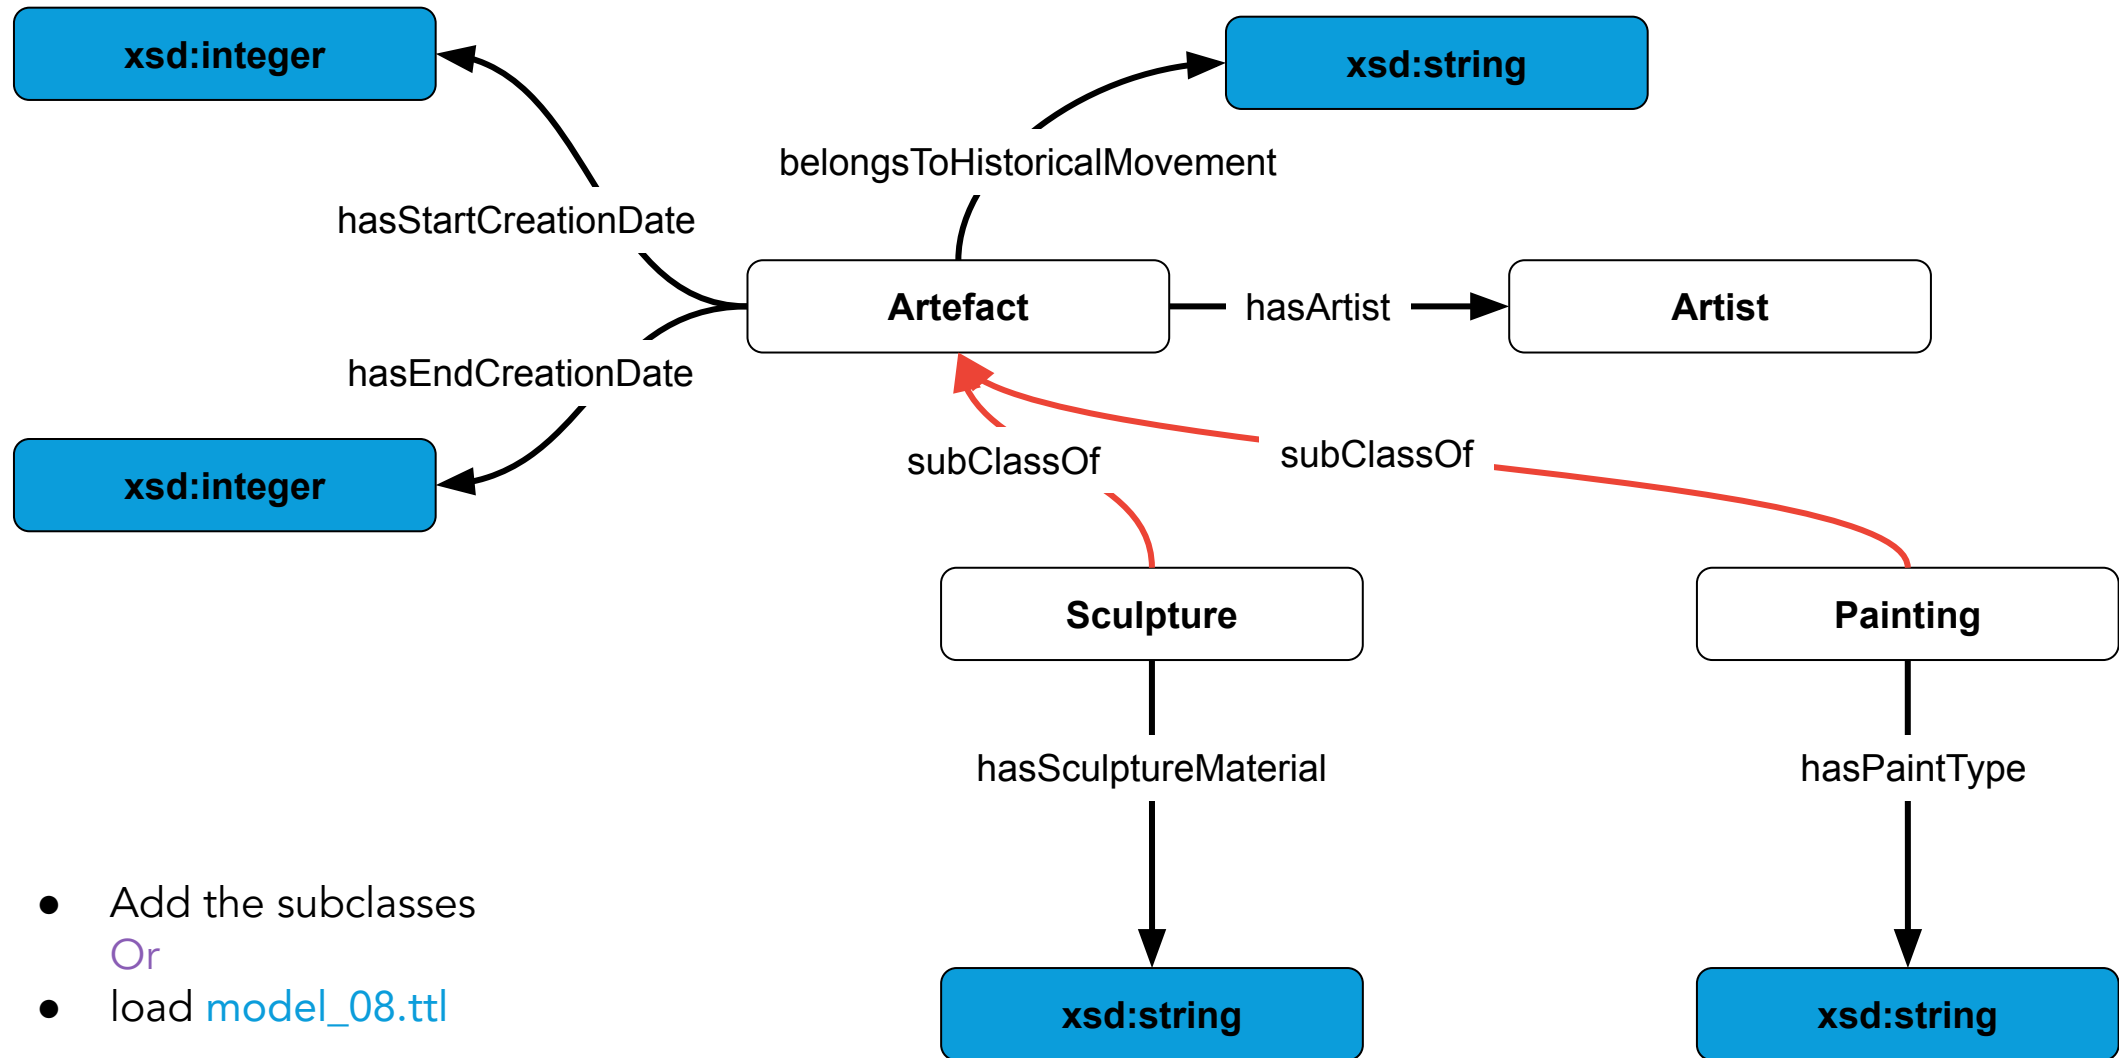 xsd:integer
xsd:string
belongsToHistoricalMovement
hasStartCreationDate
Artefact
hasArtist
Artist
hasEndCreationDate
subClassOf
subClassOf
xsd:integer
Sculpture
Painting
hasSculptureMaterial
hasPaintType
● Add the subclasses
Or
● load model_08.ttl
xsd:string
xsd:string